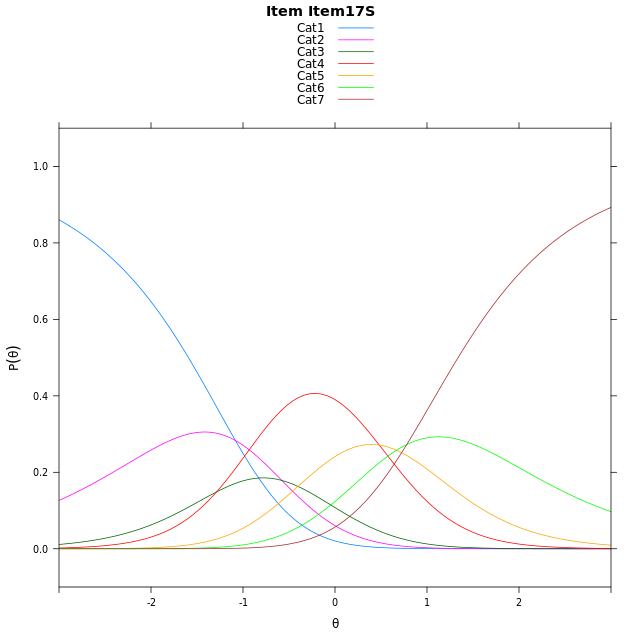 Item Item17S
Cat1
Cat2
Cat3
Cat4
Cat5
Cat6
Cat7
1.0
0.8
0.6
0.4
0.2
0.0
P(θ)
-2
-1
0
1
2
θ